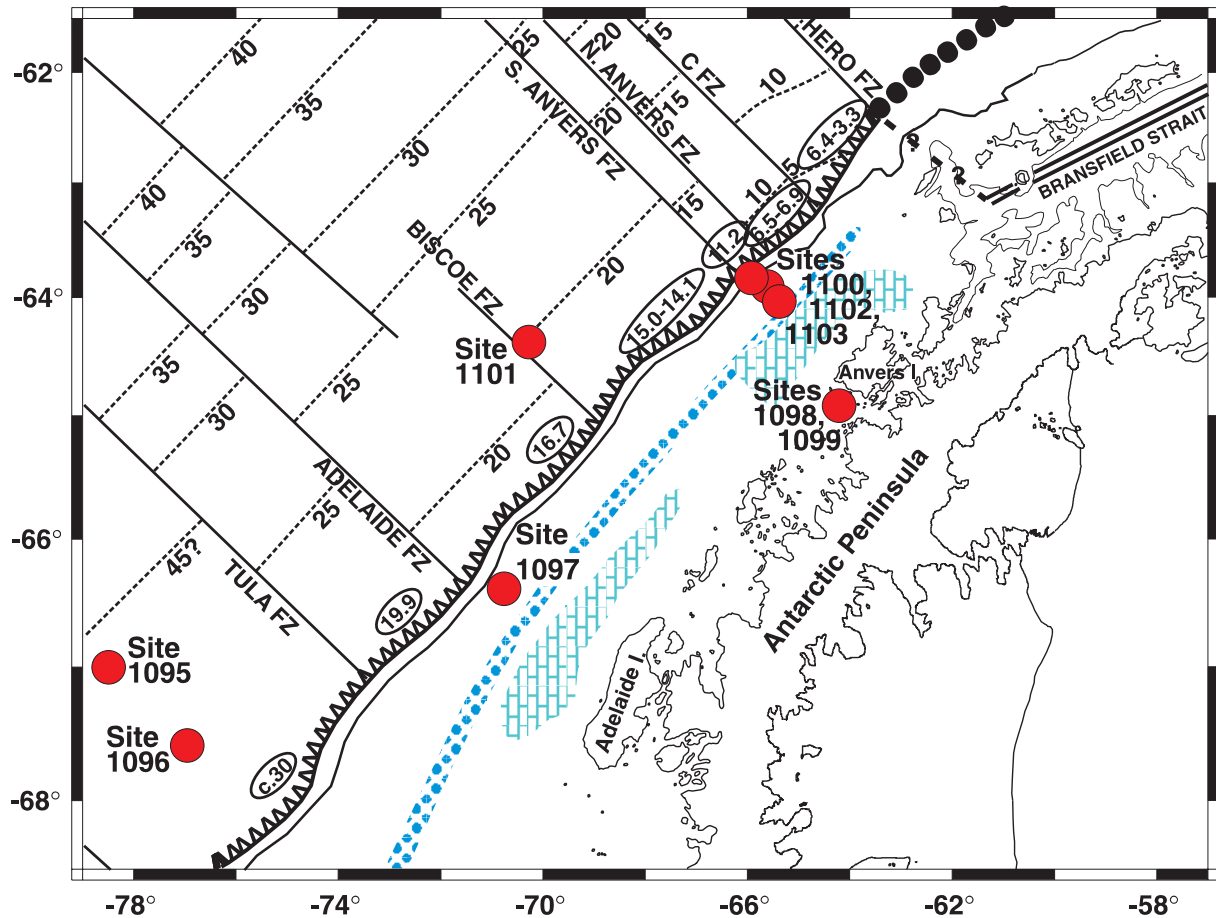 40
35
30
25
20
15
10
5
S. ANVERS FZ
N. ANVERS FZ
C FZ
HERO FZ
25
20
15
20
15
10
15
6.4-3.3
6.5-6.9
11.2
15.0-14.1
16.7
19.9
c.30
? ?
BRANSFIELD STRAIT
-62°
-64°
-66°
-68°
40
35
30
25
20
35
30
25
20
25
45?
BISCOE FZ
ADELAIDE FZ
TULA FZ
Sites
1100,
1102,
1103
Site
1101
Anvers I.
Sites
1098,
1099
Site
1097
Antarctic Peninsula
Adelaide I.
Site
1095
Site
1096
-78°
-74°
-70°
-66°
-62°
-58°